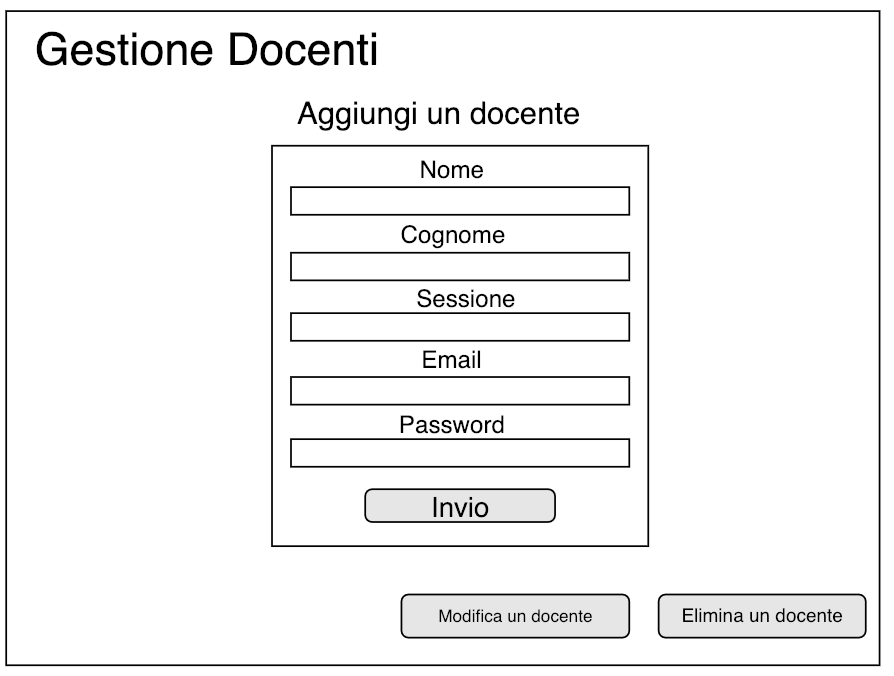 Gestione Docenti
Aggiungi un docente
Nome
Cognome
Sessione
Email
Password
Invio
Modifica un docente
Elimina un docente